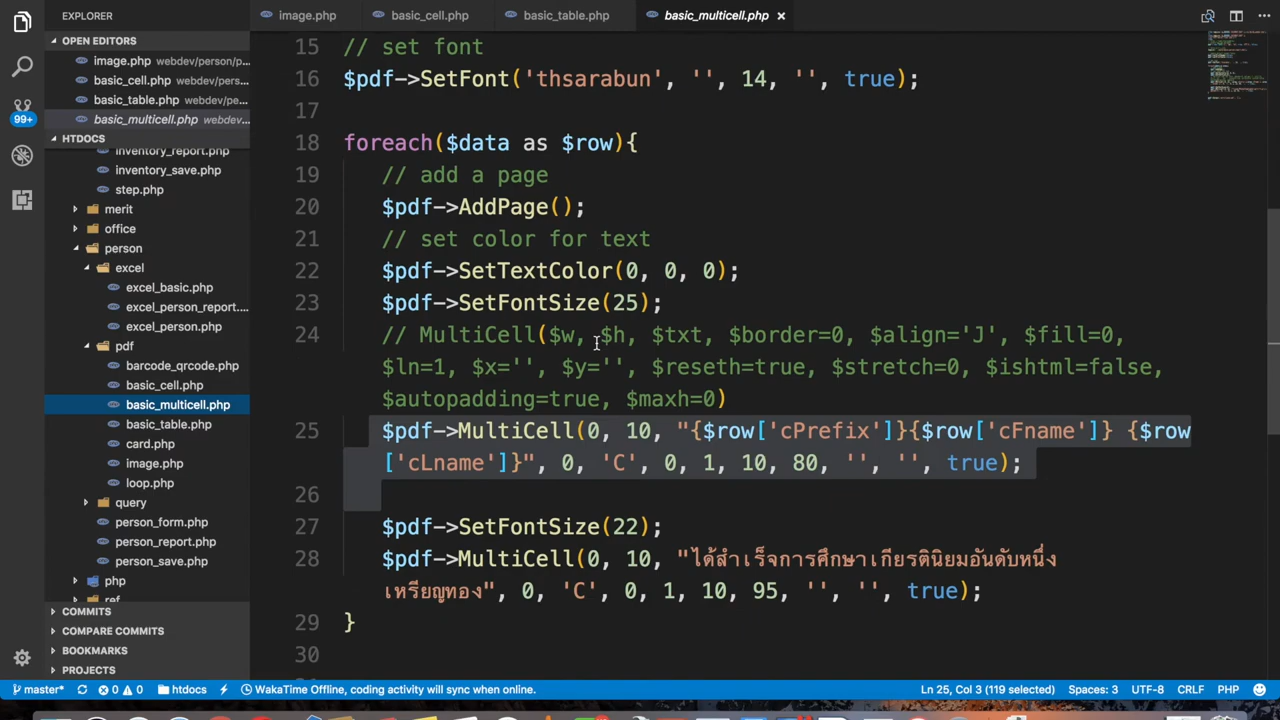 EXPLORER
OPEN EDITORS
image.php webdev/person/p...
basic_cell.php webdev/pers...
basic_table.php webdev/pe...
basic_multicell.php webdev...
99+
HTDOCS
inventory_report.php
inventory_save.php
step.php
merit
office
person
excel
excel_basic.php
excel_person_report....
excel_person.php
pdf
barcode_qrcode.php
basic_cell.php
basic_multicell.php
basic_table.php
card.php
image.php
loop.php
query
person_form.php
person_report.php
person_save.php
php
ref
COMMITS
COMPARE COMMITS
BOOKMARKS
PROJECTS
image.php basic_cell.php basic_table.php basic_multicell.php ×
15 // set font
16 $pdf->SetFont('thsarabun', '', 14, '', true);
17
18 foreach($data as $row){
19 // add a page
20 $pdf->AddPage();
21 // set color for text
22 $pdf->SetTextColor(0, 0, 0);
23 $pdf->SetFontSize(25);
24 // MultiCell($w, $h, $txt, $border=0, $align='J', $fill=0,
$ln=1, $x='', $y='', $reseth=true, $stretch=0, $ishtml=false,
$autopadding=true, $maxh=0)
25 $pdf->MultiCell(0, 10, "{$row['cPrefix']}{$row['cFname']} {$row
['cLname']}", 0, 'C', 0, 1, 10, 80, '', '', true);
26
27 $pdf->SetFontSize(22);
28 $pdf->MultiCell(0, 10, "ได้สำเร็จการศึกษาเกียรตินิยมอันดับหนึ่ง
เหรียญทอง", 0, 'C', 0, 1, 10, 95, '', '', true);
29 }
30
master* 0 0 htdocs WakaTime Offline, coding activity will sync when online. Ln 25, Col 3 (119 selected) Spaces: 3 UTF-8 CRLF PHP